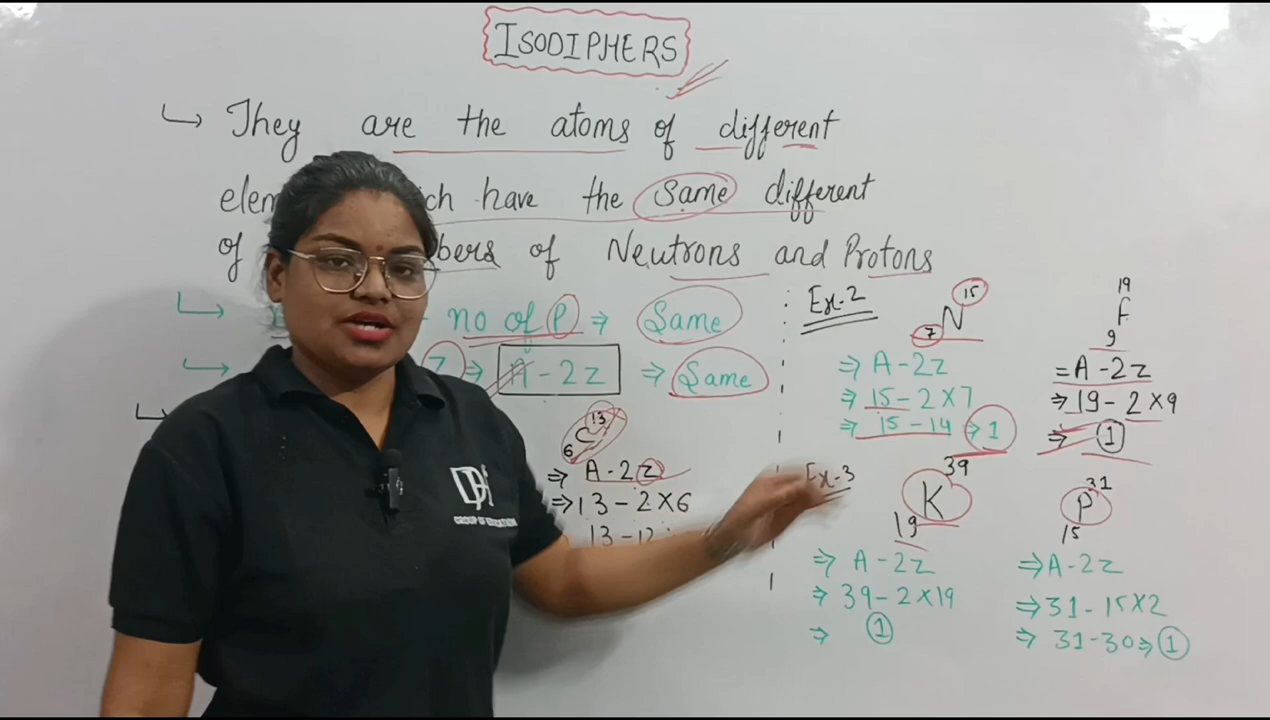 ISODIPHERS
↳ They are the atoms of different
which have the Same different
of of Neutrons and Protons
no of P ⇒ Same
Z ⇒ A - 2z ⇒ Same
6 C 13
⇒ A - 2z
⇒ 13 - 2×6
13 - 12
Ex-2
7 N 15
⇒ A - 2z
⇒ 15 - 2×7
⇒ 15 - 14 ⇒ 1
19
F
9
= A - 2z
⇒ 19 - 2×9
⇒ 1
Ex-3
19 K 39
⇒ A - 2z
⇒ 39 - 2×19
⇒ 1
15 P 31
⇒ A - 2z
⇒ 31 - 15×2
⇒ 31 - 30 ⇒ 1
GROUP OF EDUCATION